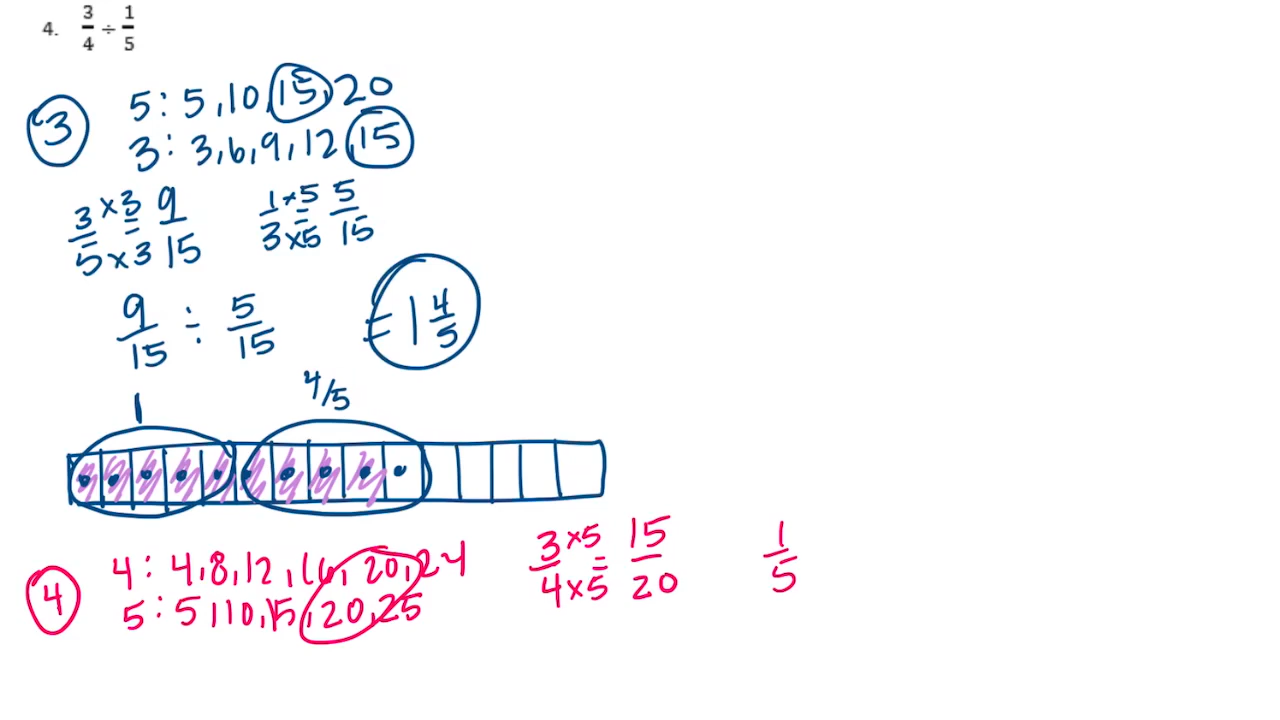 4. 3/4 ÷ 1/5
③ 5: 5, 10, 15, 20
3: 3, 6, 9, 12, 15
3/5 ×3/×3 = 9/15 1/3 ×5/×5 = 5/15
9/15 ÷ 5/15 = 1 4/5
1 4/5
④ 4: 4, 8, 12, 16, 20, 24
5: 5, 10, 15, 20, 25
3/4 ×5/×5 = 15/20 1/5